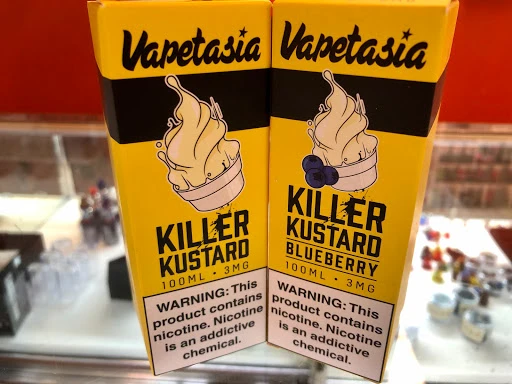 Vapetasia
KILLER
KUSTARD
100ML • 3MG
WARNING: This
product contains
nicotine. Nicotine
is an addictive
chemical.
Vapetasia
KILLER
KUSTARD
BLUEBERRY
100ML • 3MG
WARNING: This
product contains
nicotine. Nicotine
is an addictive
chemical.